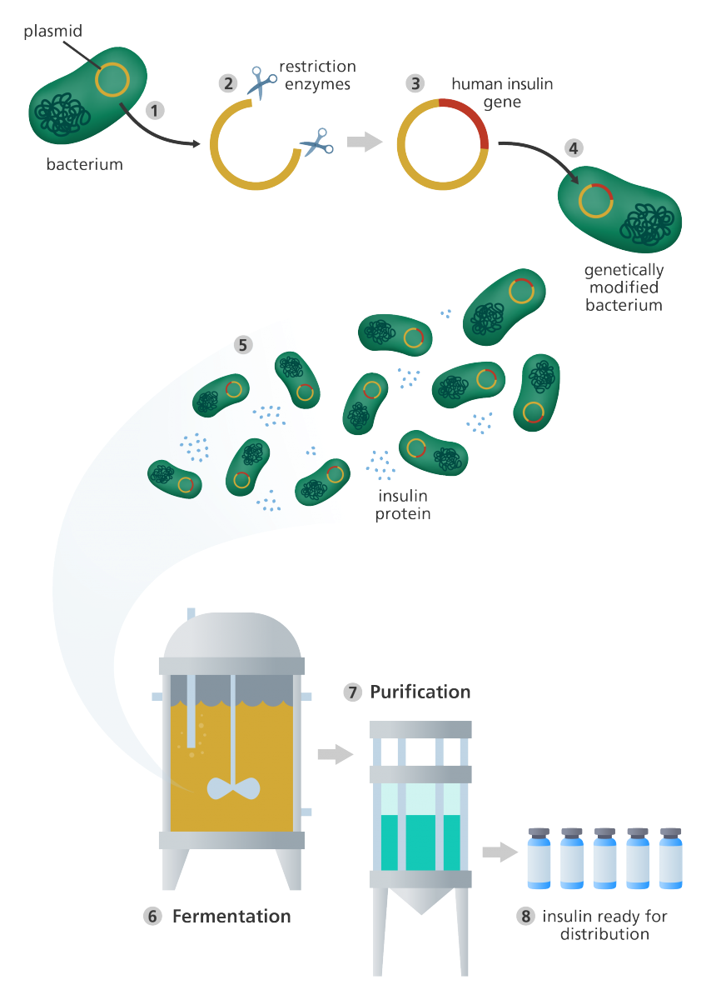 plasmid
bacterium
1
2
restriction
enzymes
3
human insulin
gene
4
genetically
modified
bacterium
5
insulin
protein
6 Fermentation
7 Purification
8 insulin ready for
distribution